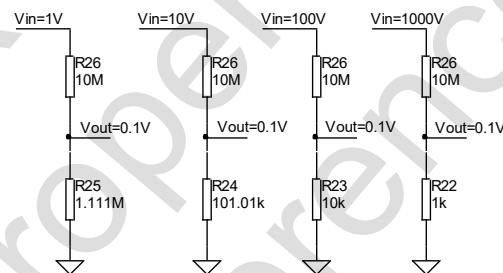 Vin=1V Vin=10V Vin=100V Vin=1000V
R26 R26 R26 R26
10M 10M 10M 10M
Vout=0.1V Vout=0.1V Vout=0.1V Vout=0.1V
R25 R24 R23 R22
1.111M 101.01k 10k 1k